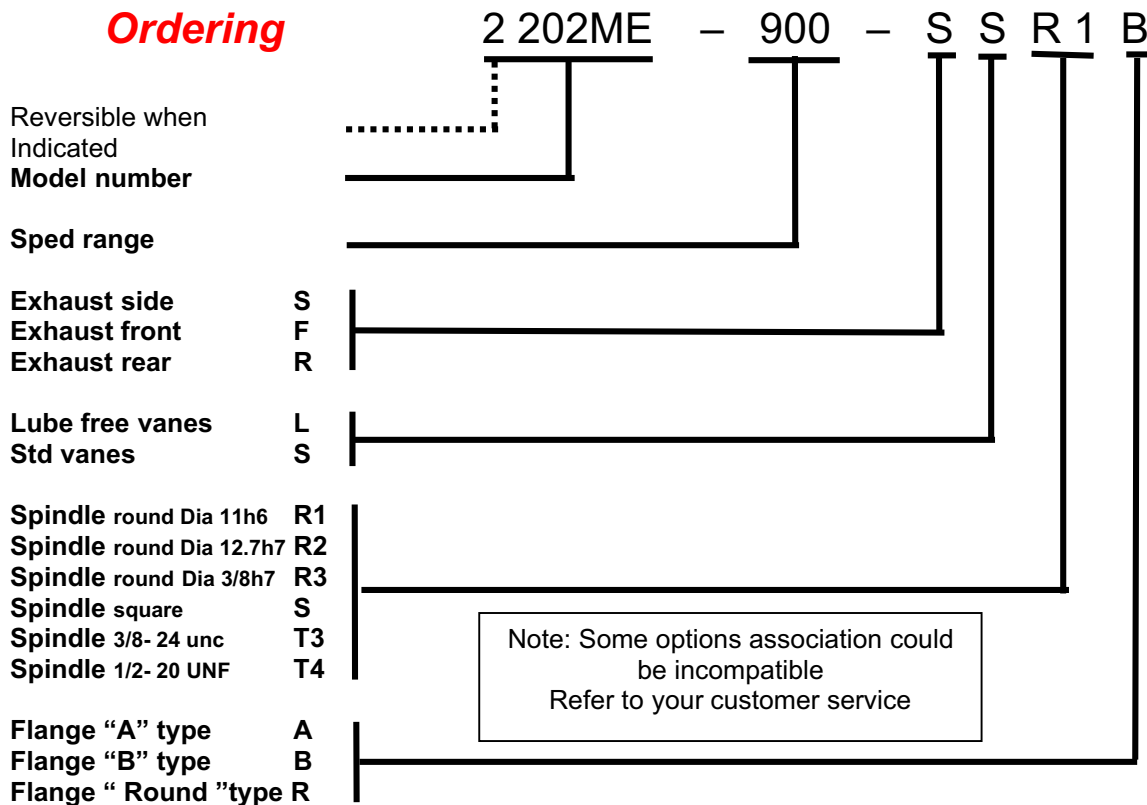 Ordering 2 202ME – 900 – S S R 1 B
Reversible when
Indicated
Model number
Sped range
Exhaust side S
Exhaust front F
Exhaust rear R
Lube free vanes L
Std vanes S
Spindle round Dia 11h6 R1
Spindle round Dia 12.7h7 R2
Spindle round Dia 3/8h7 R3
Spindle square S
Spindle 3/8- 24 unc T3
Spindle 1/2- 20 UNF T4
Note: Some options association could
be incompatible
Refer to your customer service
Flange “A” type A
Flange “B” type B
Flange “ Round ”type R